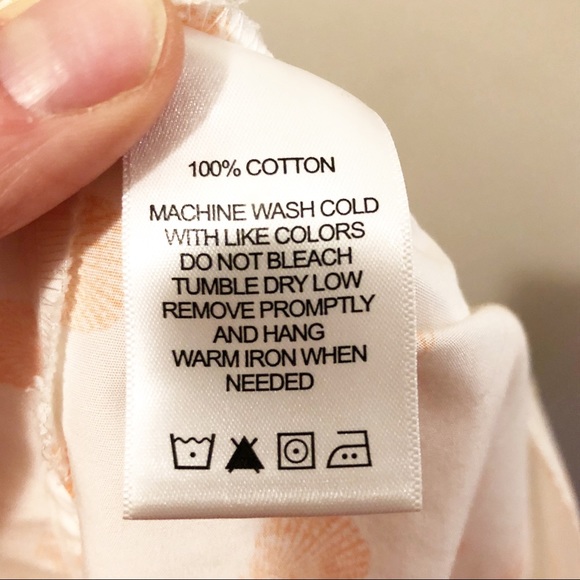 100% COTTON
MACHINE WASH COLD
WITH LIKE COLORS
DO NOT BLEACH
TUMBLE DRY LOW
REMOVE PROMPTLY
AND HANG
WARM IRON WHEN
NEEDED